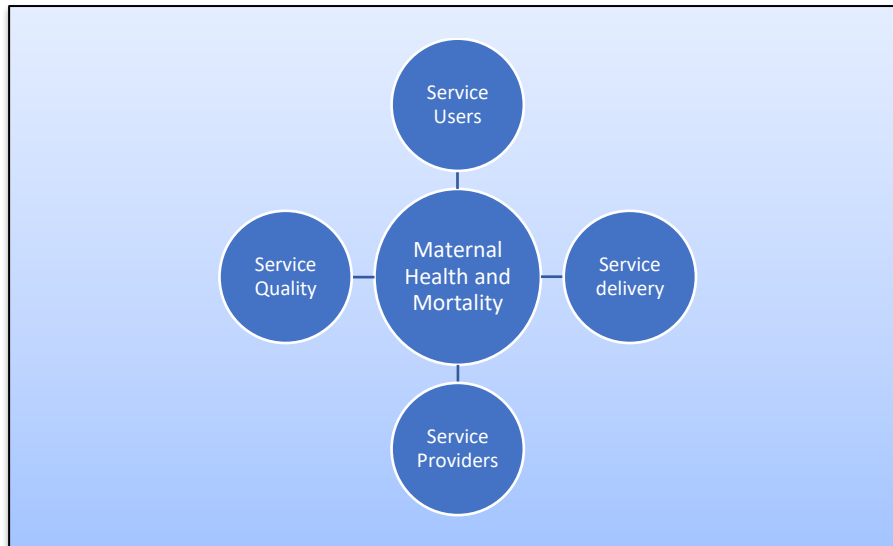 Service
Users
Service
Quality
Maternal
Health and
Mortality
Service
delivery
Service
Providers